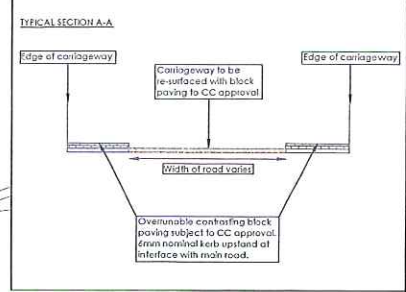 TYPICAL SECTION A-A
Edge of carriageway
Edge of carriageway
Carriageway to be
re-surfaced with block
paving to CC approval
Width of road varies
Overrunable contrasting block
paving subject to CC approval.
6mm nominal kerb upstand at
interface with main road.